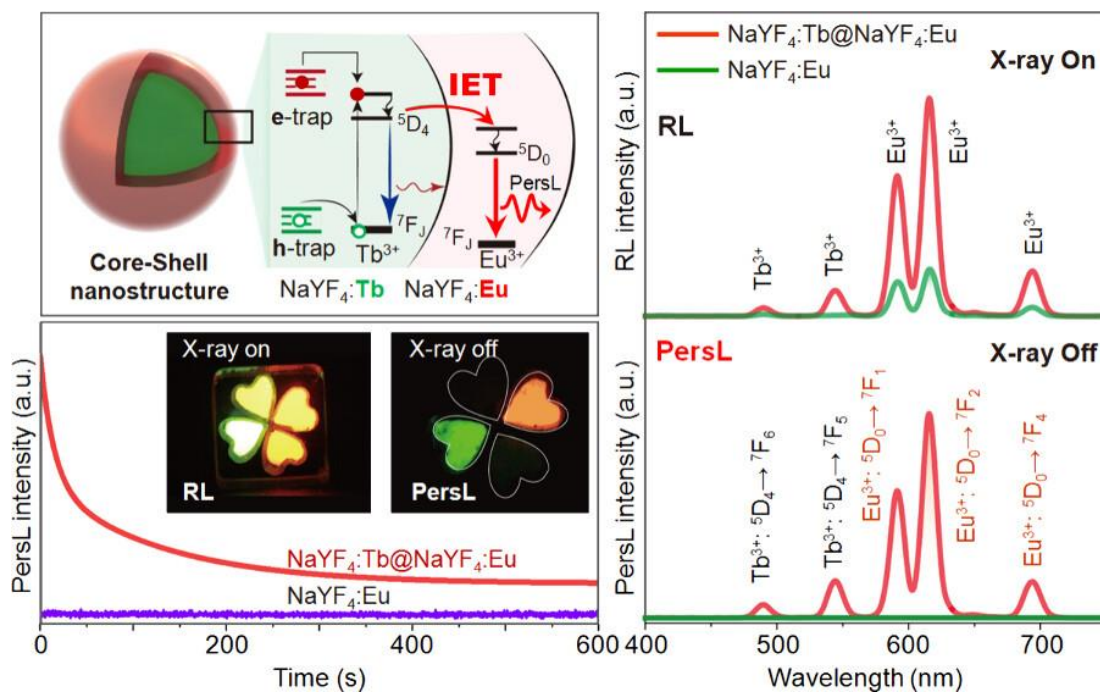 e-trap
IET
⁵D₄
⁵D₀
PersL
⁷F_J
h-trap
Tb³⁺
⁷F_J
Eu³⁺
Core-Shell
nanostructure
NaYF₄:Tb
NaYF₄:Eu
PersL intensity (a.u.)
X-ray on
RL
X-ray off
PersL
NaYF₄:Tb@NaYF₄:Eu
NaYF₄:Eu
0
200
400
600
Time (s)
RL intensity (a.u.)
NaYF₄:Tb@NaYF₄:Eu
NaYF₄:Eu
X-ray On
RL
Tb³⁺
Tb³⁺
Eu³⁺
Eu³⁺
Eu³⁺
PersL intensity (a.u.)
PersL
X-ray Off
Tb³⁺: ⁵D₄→⁷F₆
Tb³⁺: ⁵D₄→⁷F₅
Eu³⁺: ⁵D₀→⁷F₁
Eu³⁺: ⁵D₀→⁷F₂
Eu³⁺: ⁵D₀→⁷F₄
400
500
600
700
Wavelength (nm)